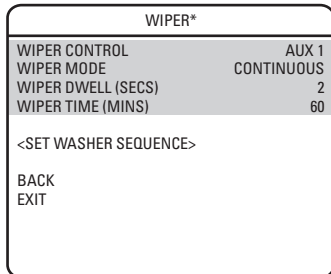 WIPER*
WIPER CONTROL AUX 1
WIPER MODE CONTINUOUS
WIPER DWELL (SECS) 2
WIPER TIME (MINS) 60
<SET WASHER SEQUENCE>
BACK
EXIT